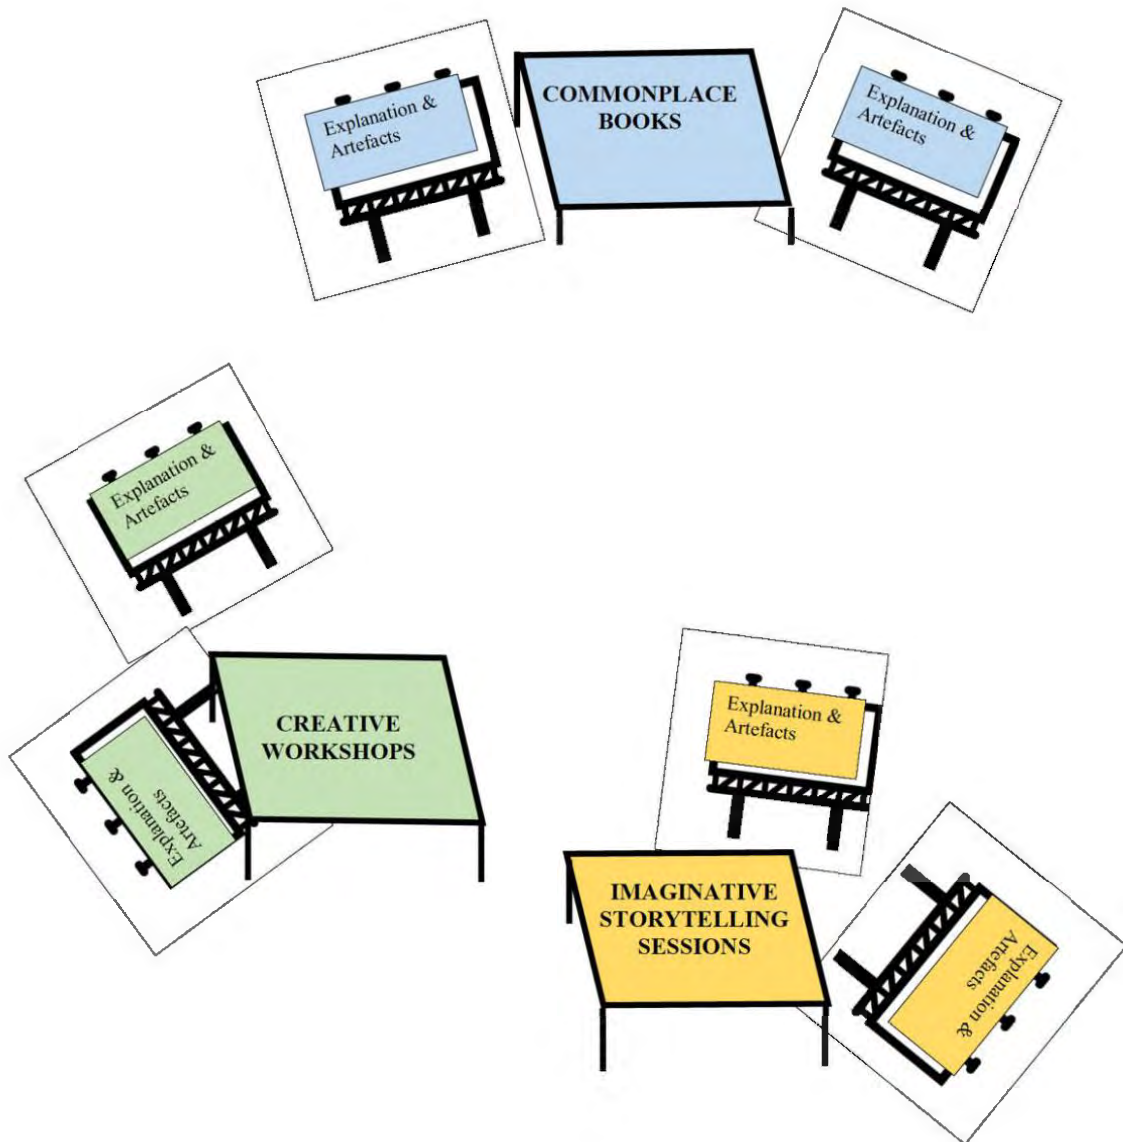 Explanation &
Artefacts
COMMONPLACE
BOOKS
Explanation &
Artefacts
Explanation &
Artefacts
CREATIVE
WORKSHOPS
Explanation &
Artefacts
Explanation &
Artefacts
IMAGINATIVE
STORYTELLING
SESSIONS
Explanation &
Artefacts